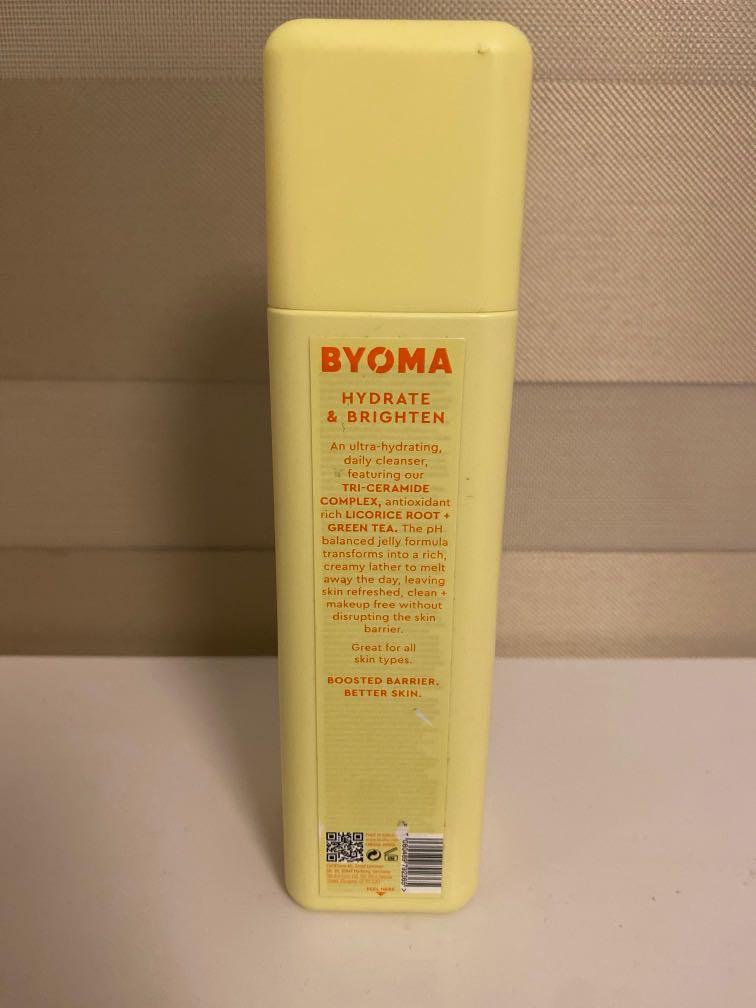 BYOMA
HYDRATE
& BRIGHTEN
An ultra-hydrating,
daily cleanser,
featuring our
TRI-CERAMIDE
COMPLEX, antioxidant
rich LICORICE ROOT +
GREEN TEA. The pH
balanced jelly formula
transforms into a rich,
creamy lather to melt
away the day, leaving
skin refreshed, clean +
makeup free without
disrupting the skin
barrier.
Great for all
skin types.
BOOSTED BARRIER.
BETTER SKIN.
PEEL HERE